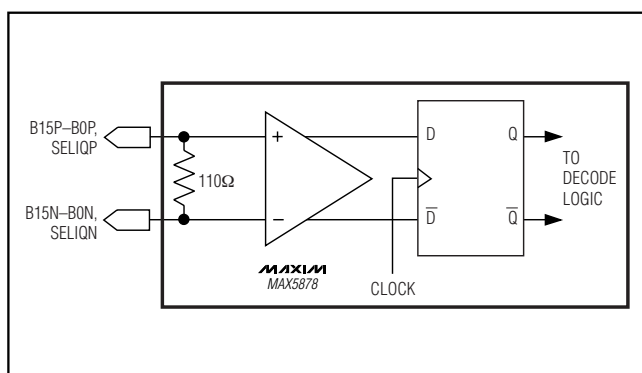 B15P–B0P,
SELIQP
110Ω
B15N–B0N,
SELIQN
+
−
MAXIM
MAX5878
CLOCK
D
Q
D̅
Q̅
TO
DECODE
LOGIC